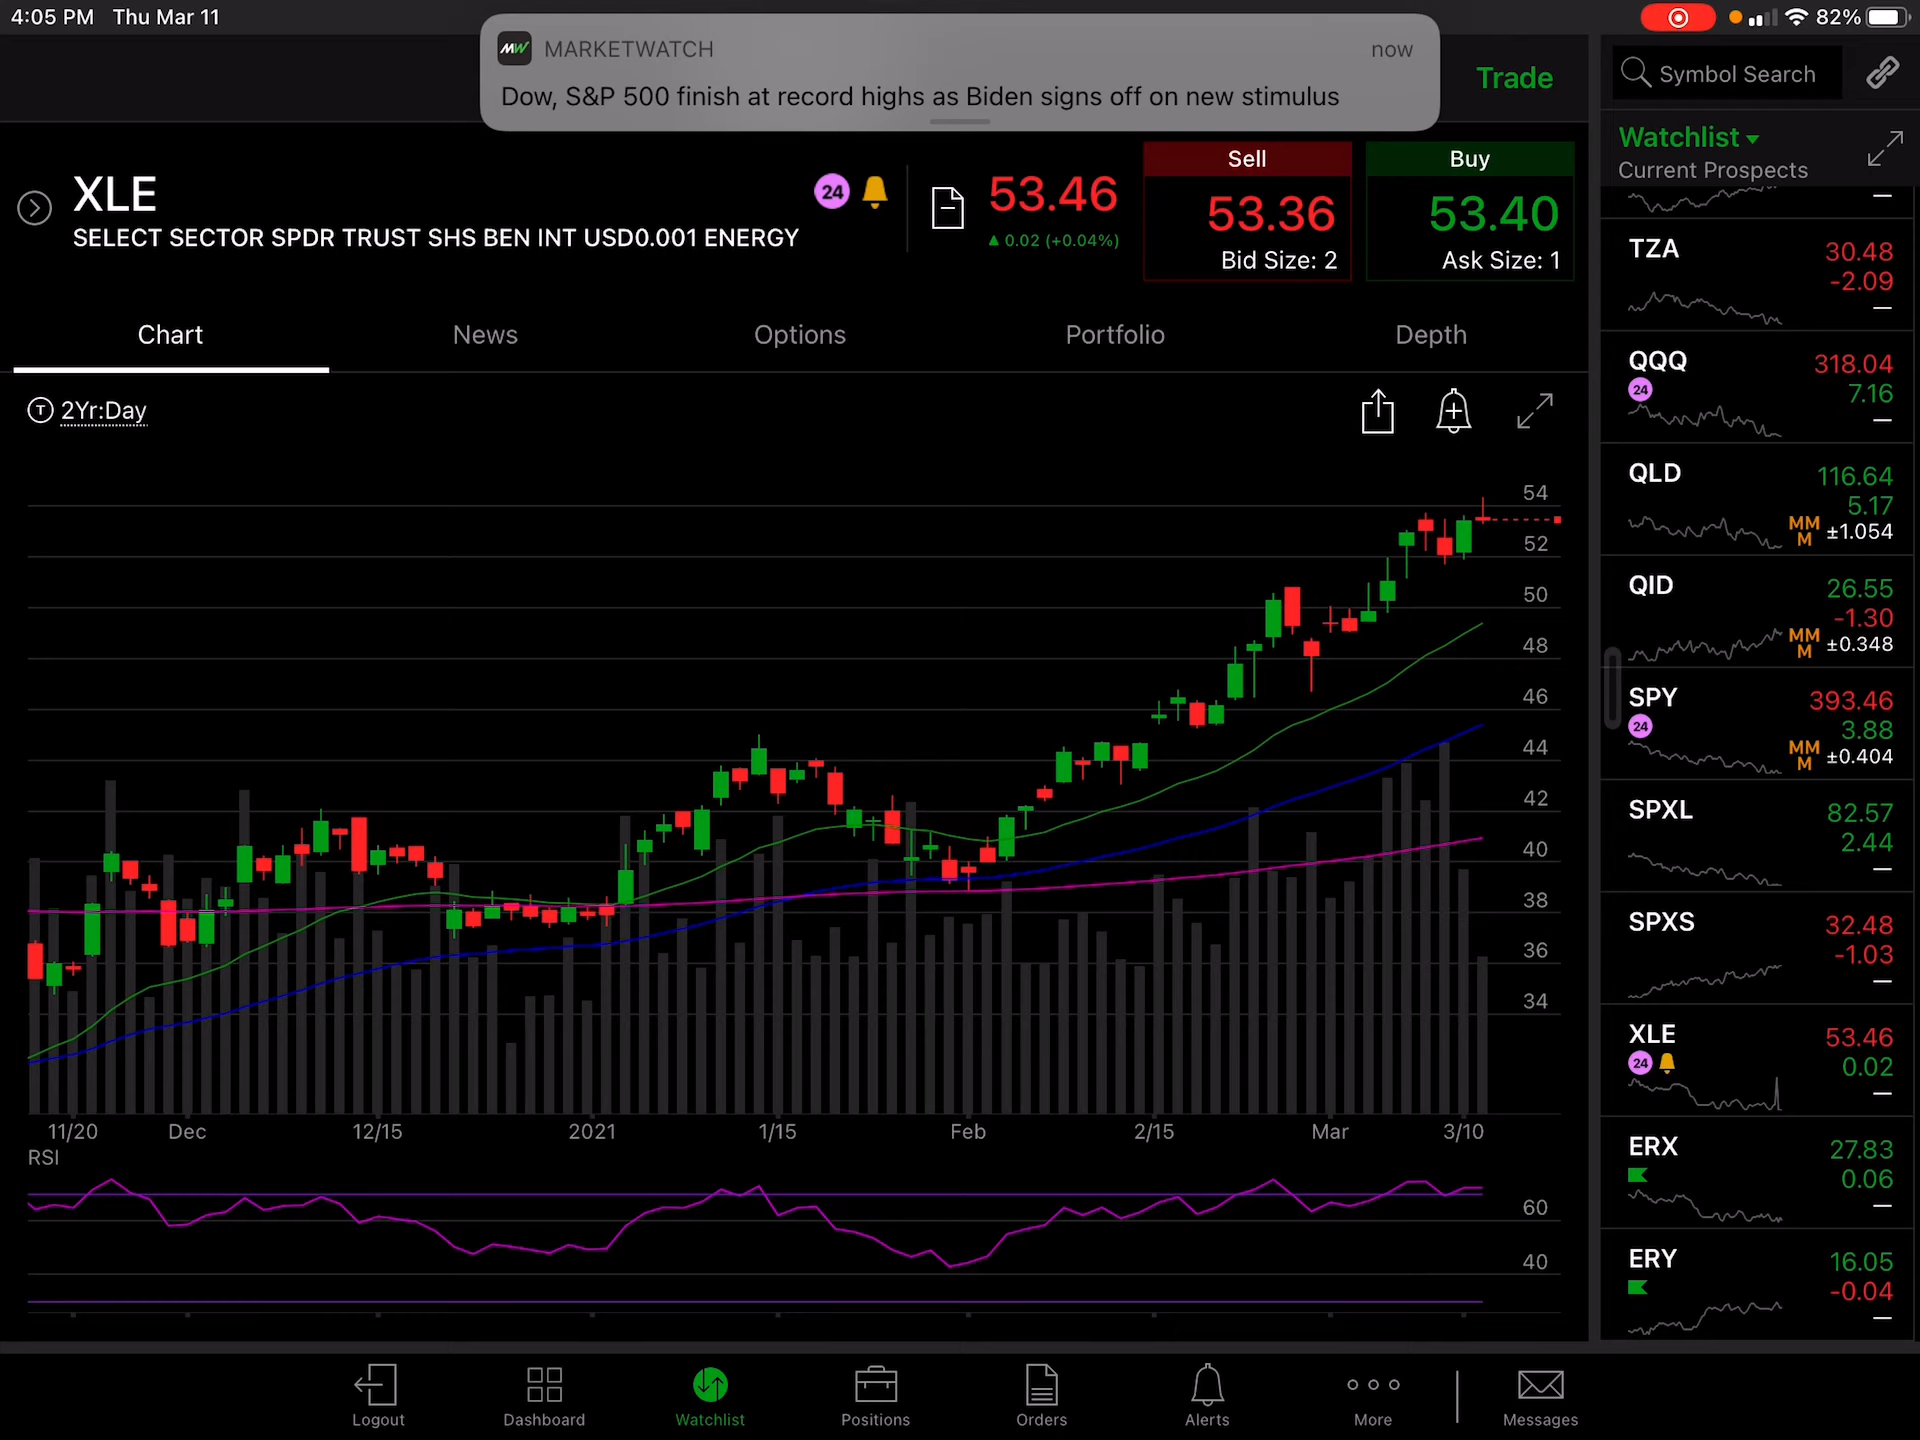 4:05 PM Thu Mar 11
82%
MW MARKETWATCH now
Dow, S&P 500 finish at record highs as Biden signs off on new stimulus
Trade
Symbol Search
Watchlist
Current Prospects
XLE
SELECT SECTOR SPDR TRUST SHS BEN INT USD0.001 ENERGY
24
53.46
▲ 0.02 (+0.04%)
Sell
53.36
Bid Size: 2
Buy
53.40
Ask Size: 1
Chart News Options Portfolio Depth
T 2Yr:Day
54
52
50
48
46
44
42
40
38
36
34
11/20 Dec 12/15 2021 1/15 Feb 2/15 Mar 3/10
RSI
60
40
TZA 30.48
-2.09
QQQ 318.04
24 7.16
QLD 116.64
5.17
MMM ±1.054
QID 26.55
-1.30
MMM ±0.348
SPY 393.46
24 3.88
MMM ±0.404
SPXL 82.57
2.44
SPXS 32.48
-1.03
XLE 53.46
24 0.02
ERX 27.83
0.06
ERY 16.05
-0.04
Logout Dashboard Watchlist Positions Orders Alerts More Messages